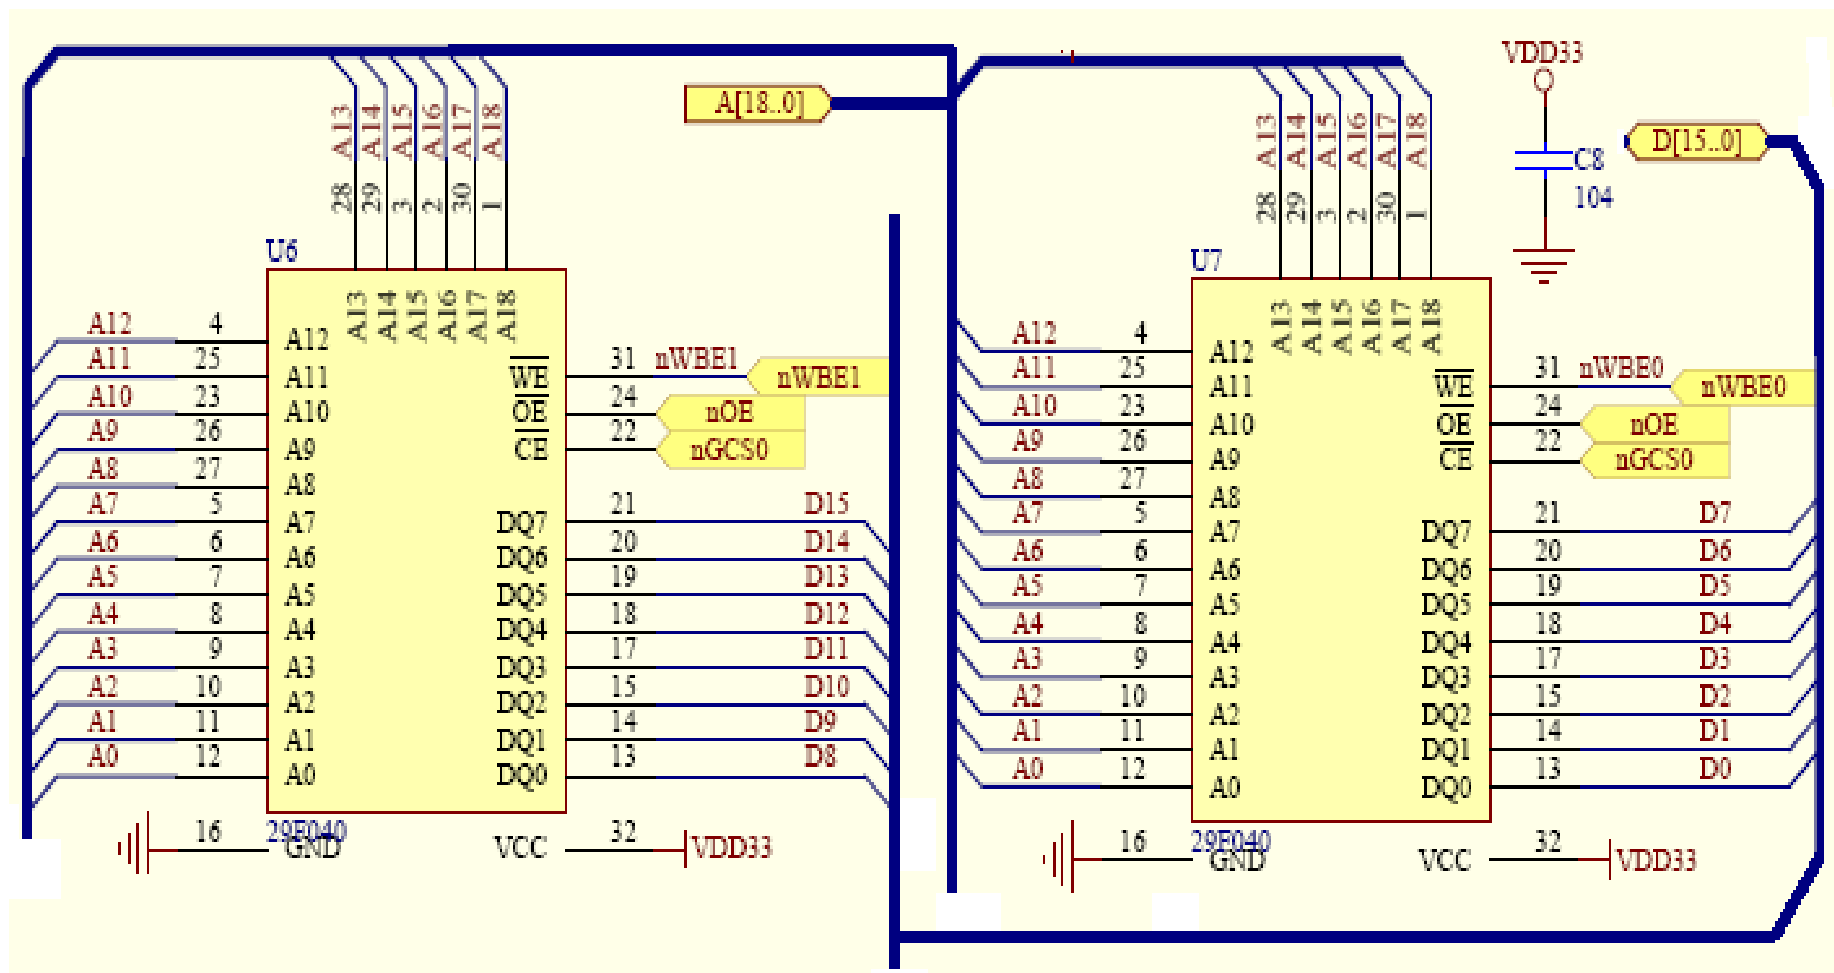 VDD33
A[18..0]
D[15..0]
C8
104
A13 A14 A15 A16 A17 A18
28 29 3 2 30 1
U6
A13 A14 A15 A16 A17 A18
A12 4 A12
A11 25 A11
A10 23 A10
A9 26 A9
A8 27 A8
A7 5 A7
A6 6 A6
A5 7 A5
A4 8 A4
A3 9 A3
A2 10 A2
A1 11 A1
A0 12 A0
WE 31 nWBE1 nWBE1
OE 24 nOE
CE 22 nGCS0
DQ7 21 D15
DQ6 20 D14
DQ5 19 D13
DQ4 18 D12
DQ3 17 D11
DQ2 15 D10
DQ1 14 D9
DQ0 13 D8
29F040
16 GND
VCC 32 VDD33
A13 A14 A15 A16 A17 A18
28 29 3 2 30 1
U7
A13 A14 A15 A16 A17 A18
A12 4 A12
A11 25 A11
A10 23 A10
A9 26 A9
A8 27 A8
A7 5 A7
A6 6 A6
A5 7 A5
A4 8 A4
A3 9 A3
A2 10 A2
A1 11 A1
A0 12 A0
WE 31 nWBE0 nWBE0
OE 24 nOE
CE 22 nGCS0
DQ7 21 D7
DQ6 20 D6
DQ5 19 D5
DQ4 18 D4
DQ3 17 D3
DQ2 15 D2
DQ1 14 D1
DQ0 13 D0
29F040
16 GND
VCC 32 VDD33